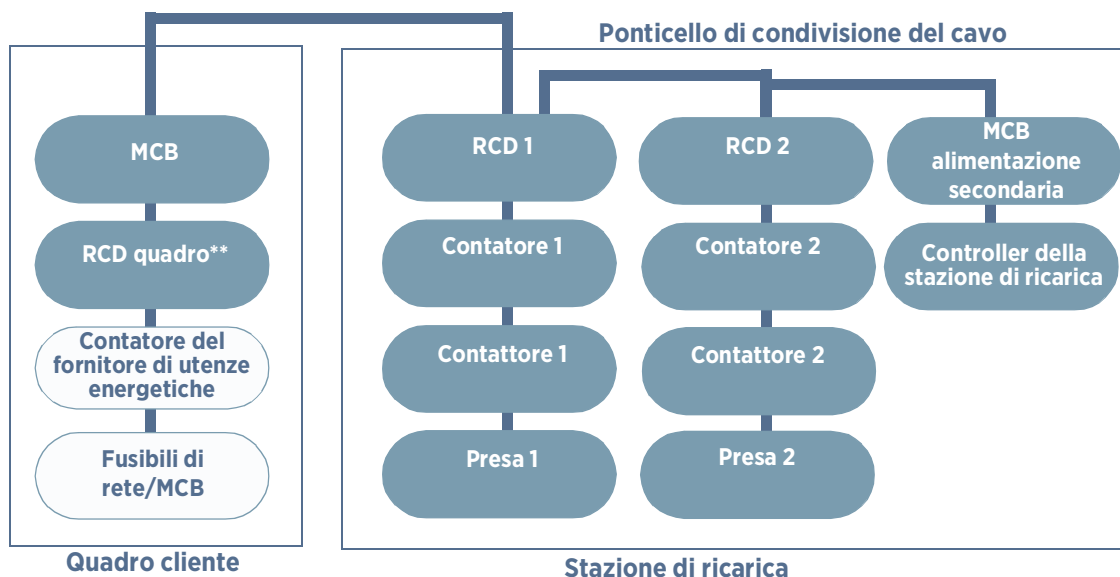 Ponticello di condivisione del cavo
MCB
RCD quadro**
Contatore del
fornitore di utenze
energetiche
Fusibili di
rete/MCB
Quadro cliente
RCD 1
Contatore 1
Contattore 1
Presa 1
RCD 2
Contatore 2
Contattore 2
Presa 2
MCB
alimentazione
secondaria
Controller della
stazione di ricarica
Stazione di ricarica